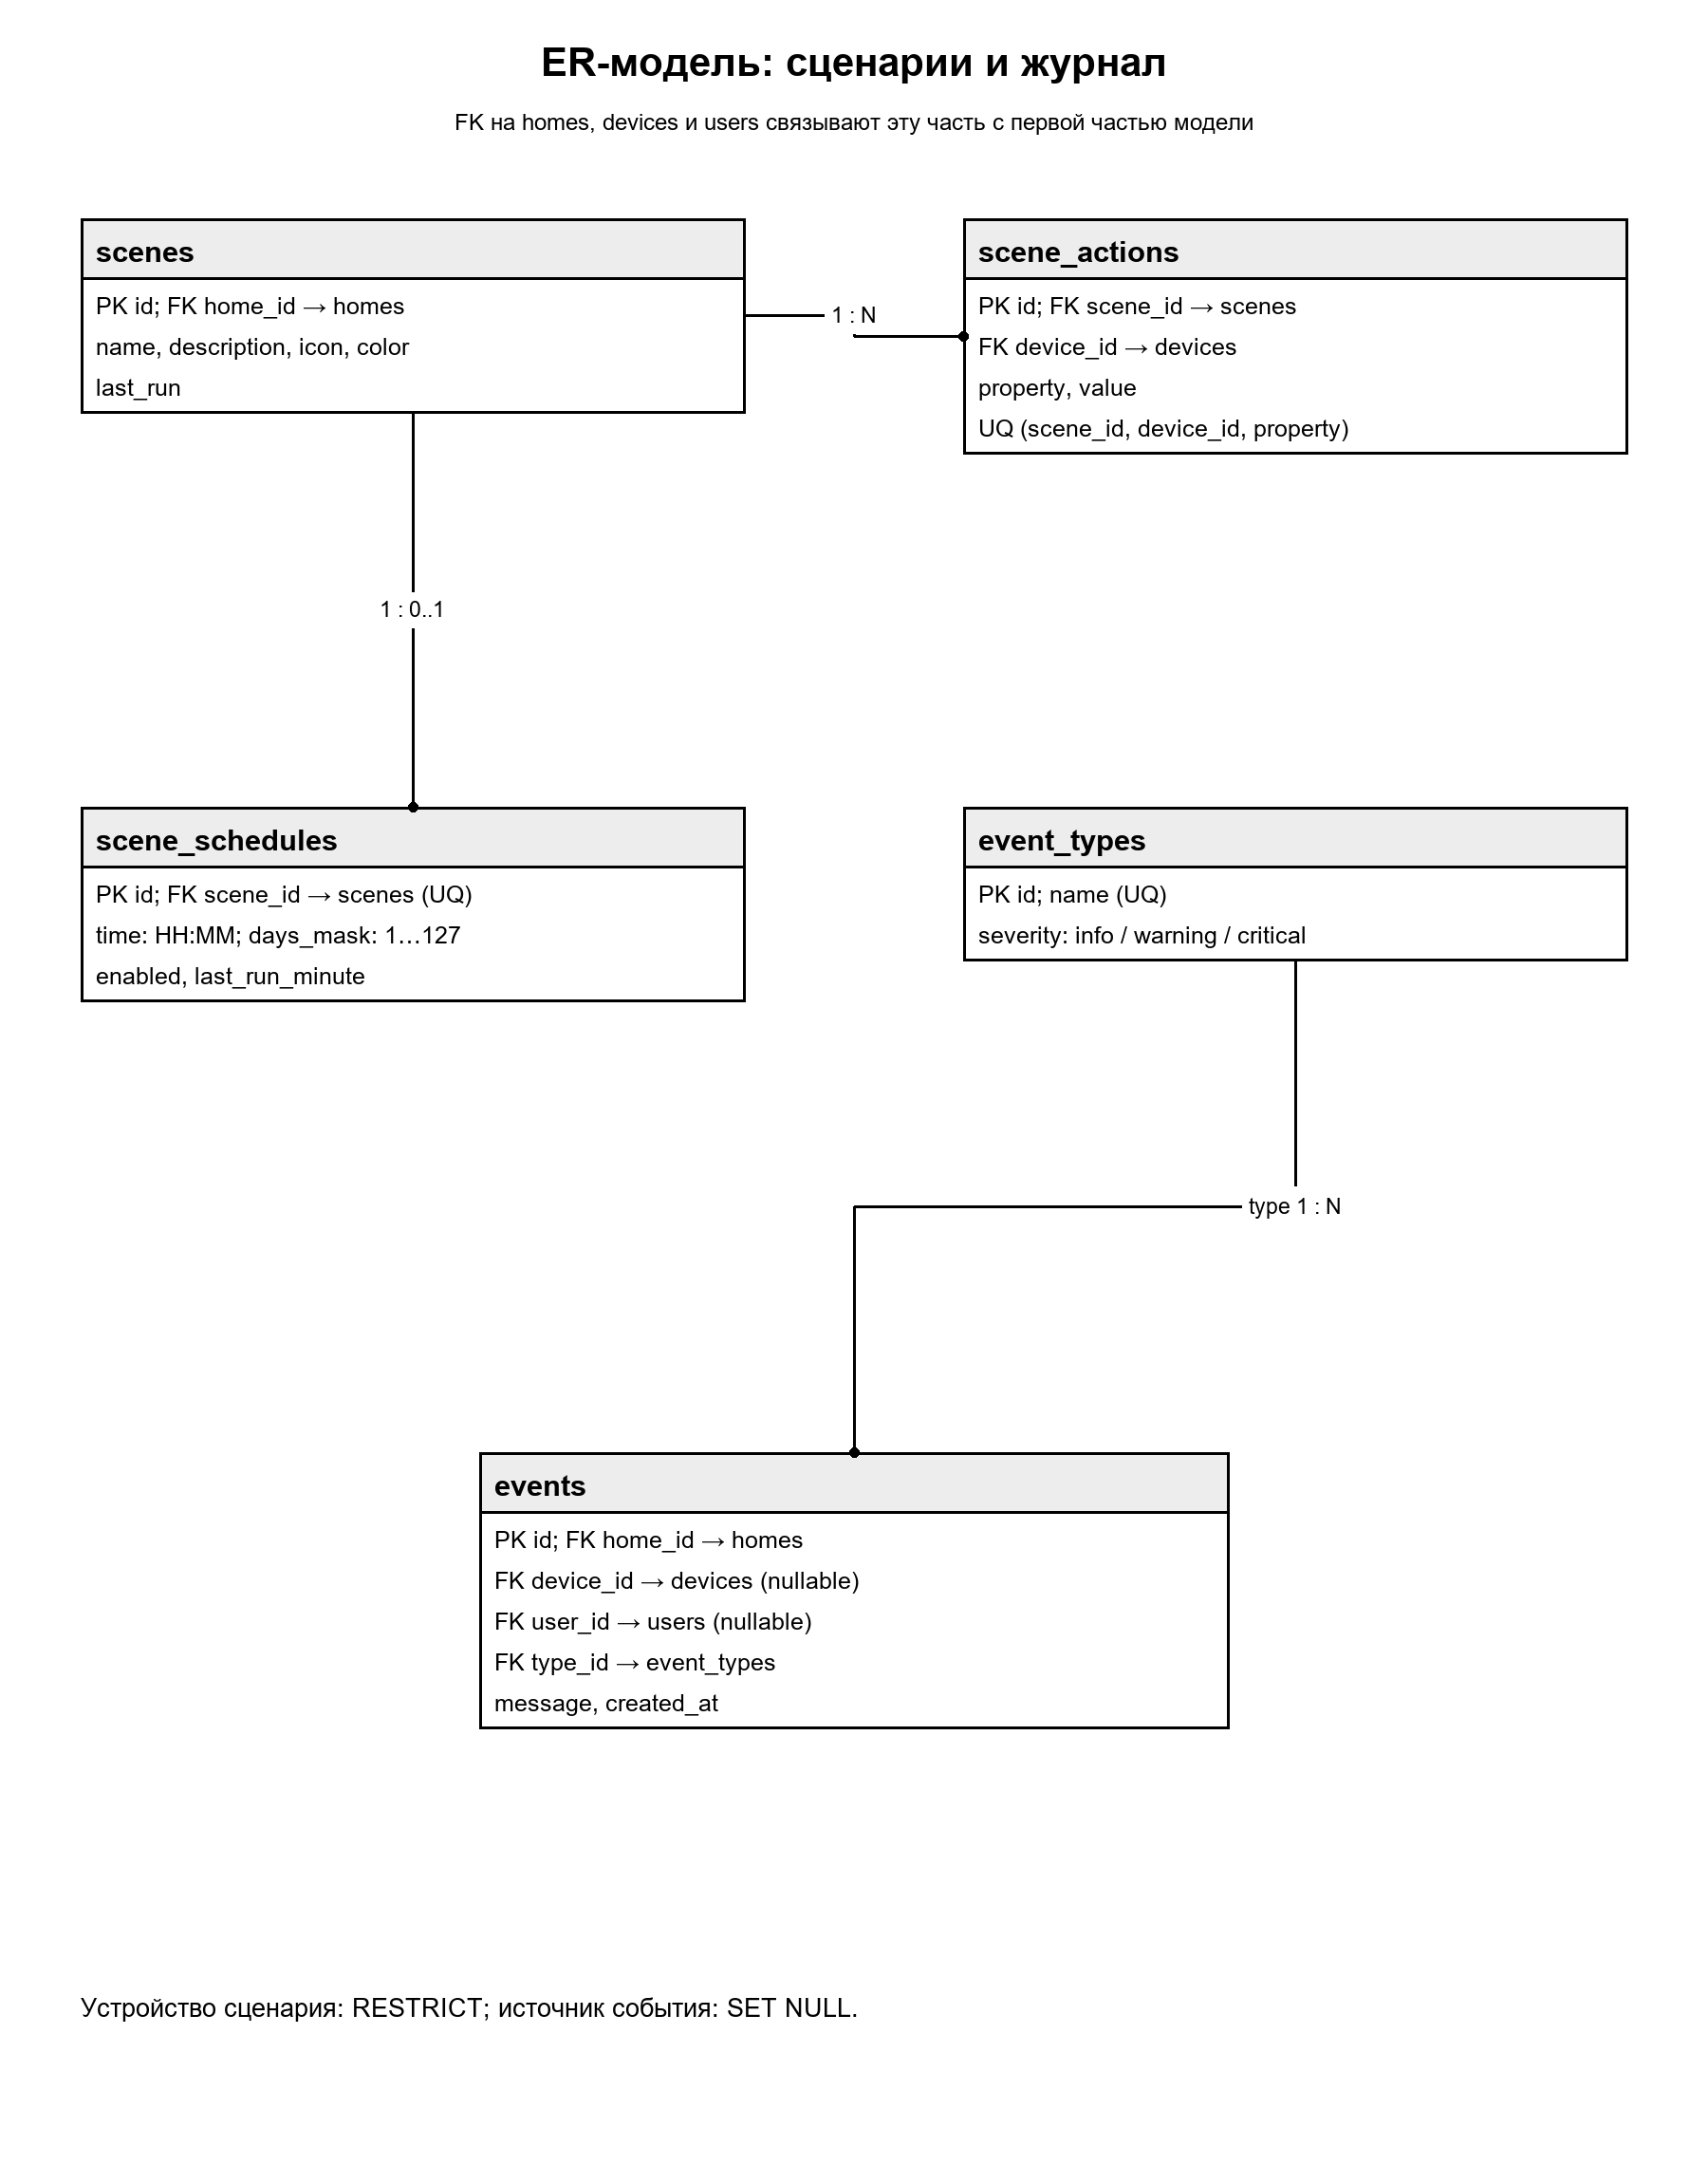 ER-модель: сценарии и журнал
FK на homes, devices и users связывают эту часть с первой частью модели
scenes
PK id; FK home_id → homes
name, description, icon, color
last_run
1 : N
scene_actions
PK id; FK scene_id → scenes
FK device_id → devices
property, value
UQ (scene_id, device_id, property)
1 : 0..1
scene_schedules
PK id; FK scene_id → scenes (UQ)
time: HH:MM; days_mask: 1…127
enabled, last_run_minute
event_types
PK id; name (UQ)
severity: info / warning / critical
type 1 : N
events
PK id; FK home_id → homes
FK device_id → devices (nullable)
FK user_id → users (nullable)
FK type_id → event_types
message, created_at
Устройство сценария: RESTRICT; источник события: SET NULL.